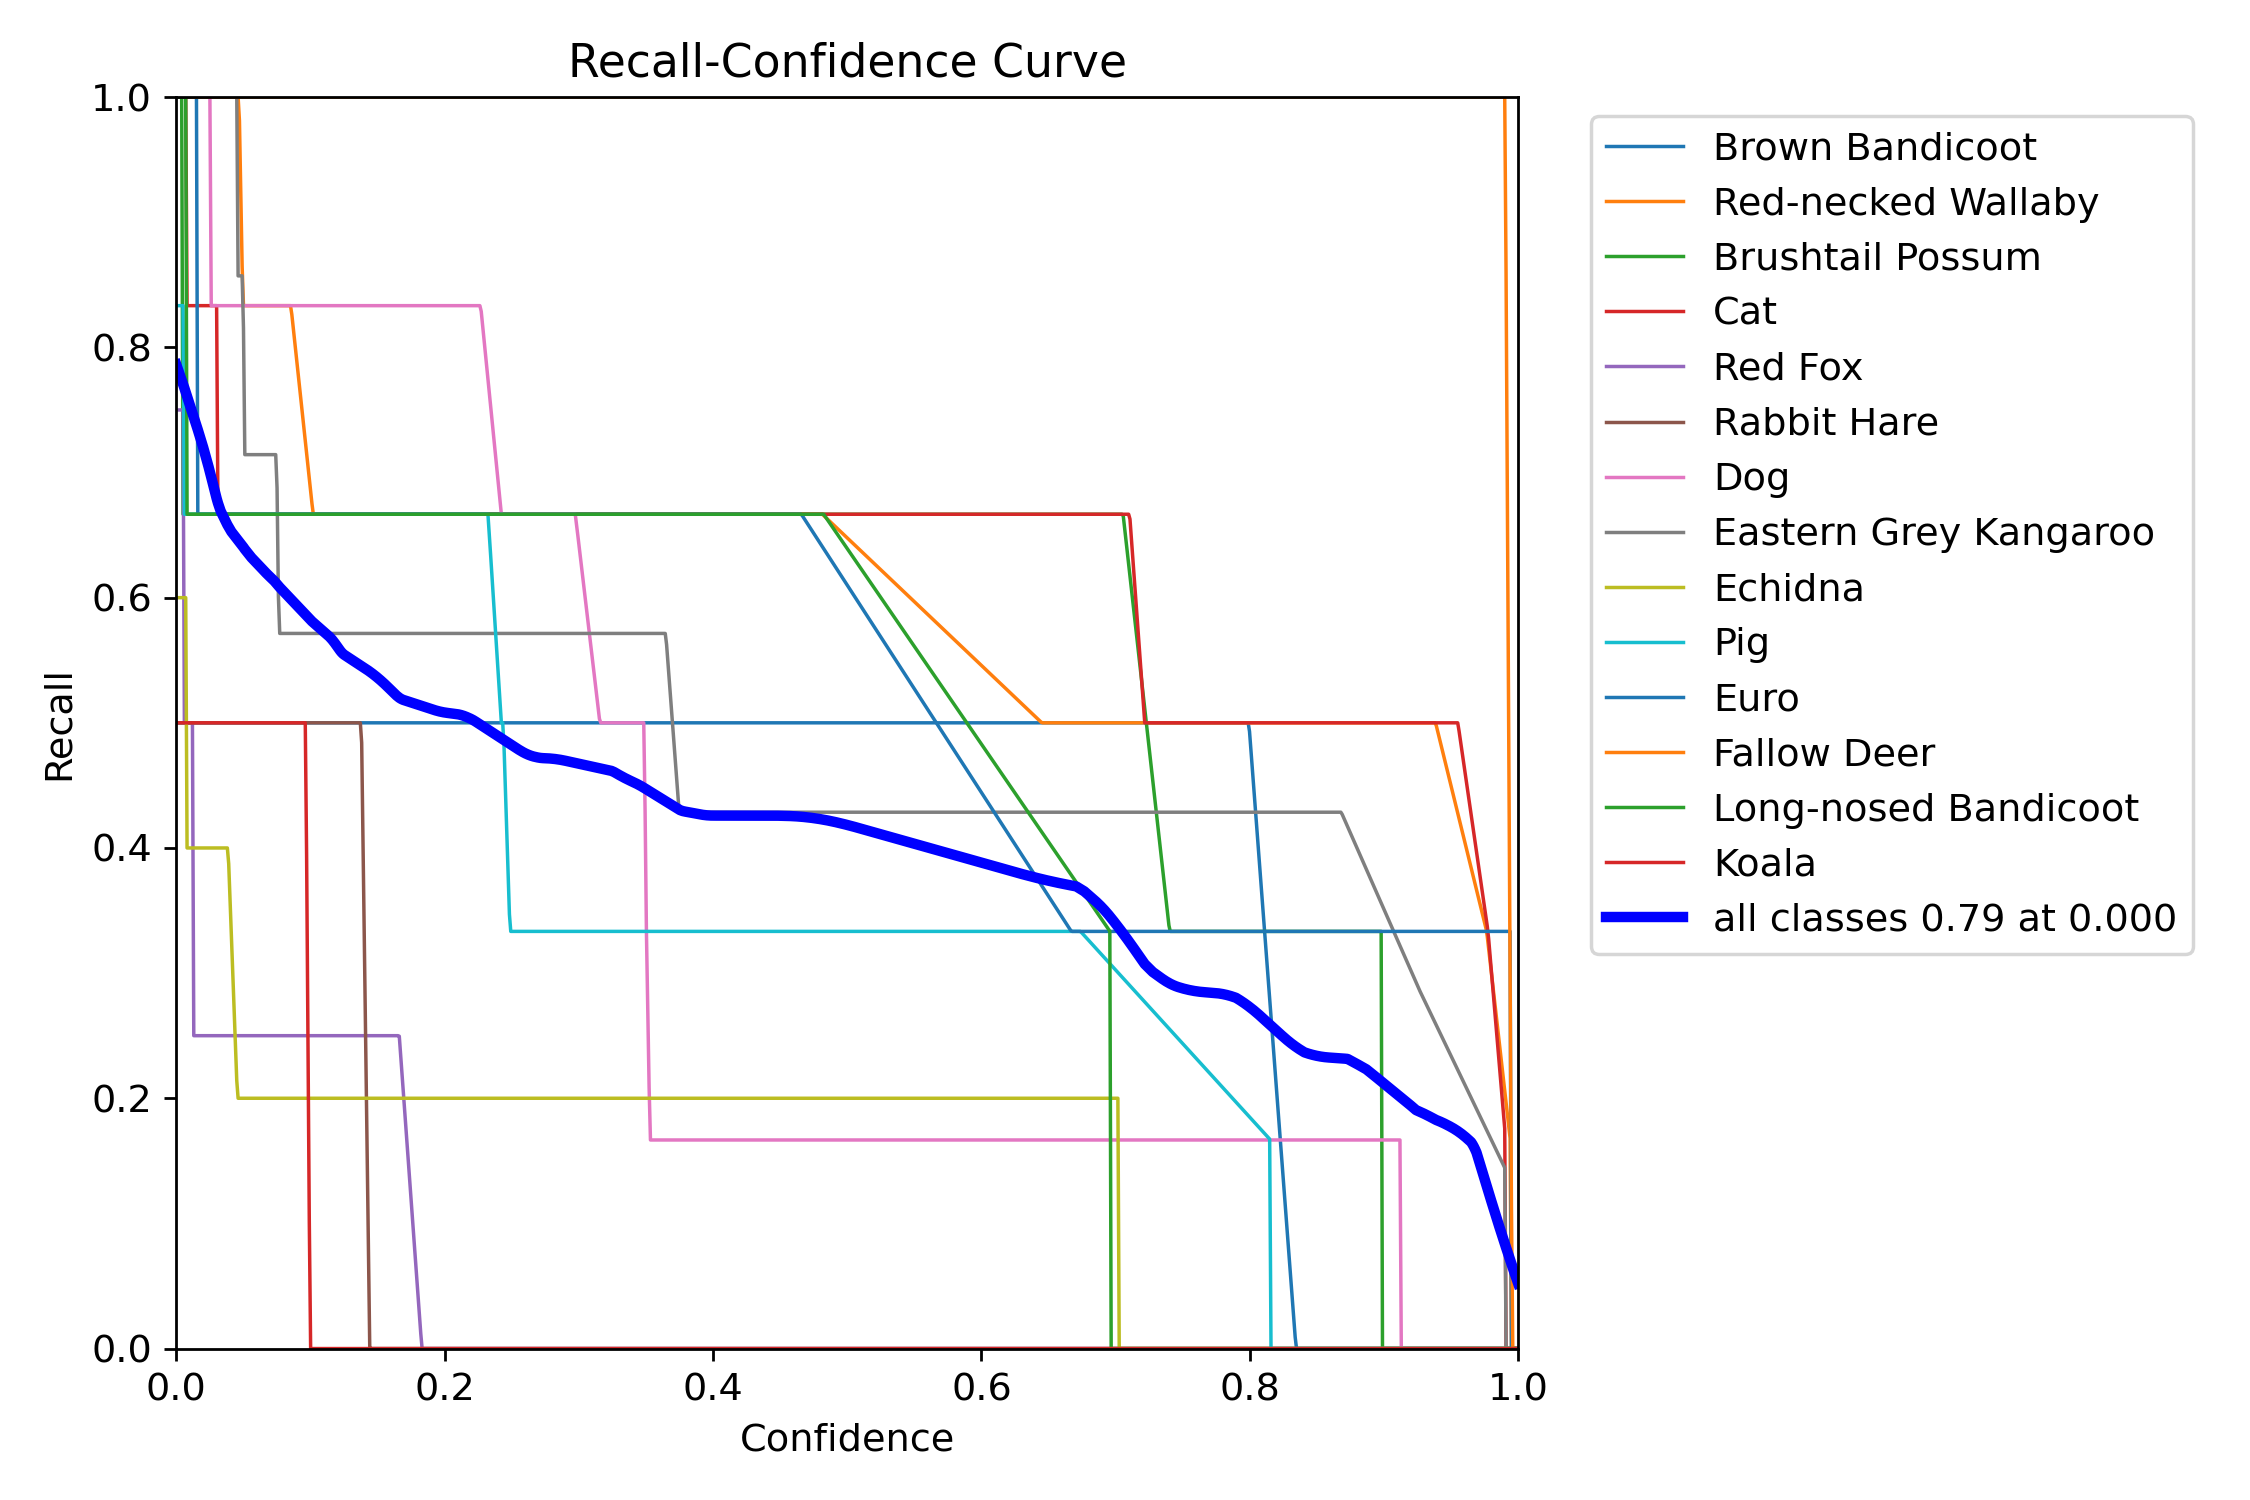 Recall-Confidence Curve
1.0
0.8
0.6
0.4
0.2
0.0
Recall
0.0 0.2 0.4 0.6 0.8 1.0
Confidence
Brown Bandicoot
Red-necked Wallaby
Brushtail Possum
Cat
Red Fox
Rabbit Hare
Dog
Eastern Grey Kangaroo
Echidna
Pig
Euro
Fallow Deer
Long-nosed Bandicoot
Koala
all classes 0.79 at 0.000